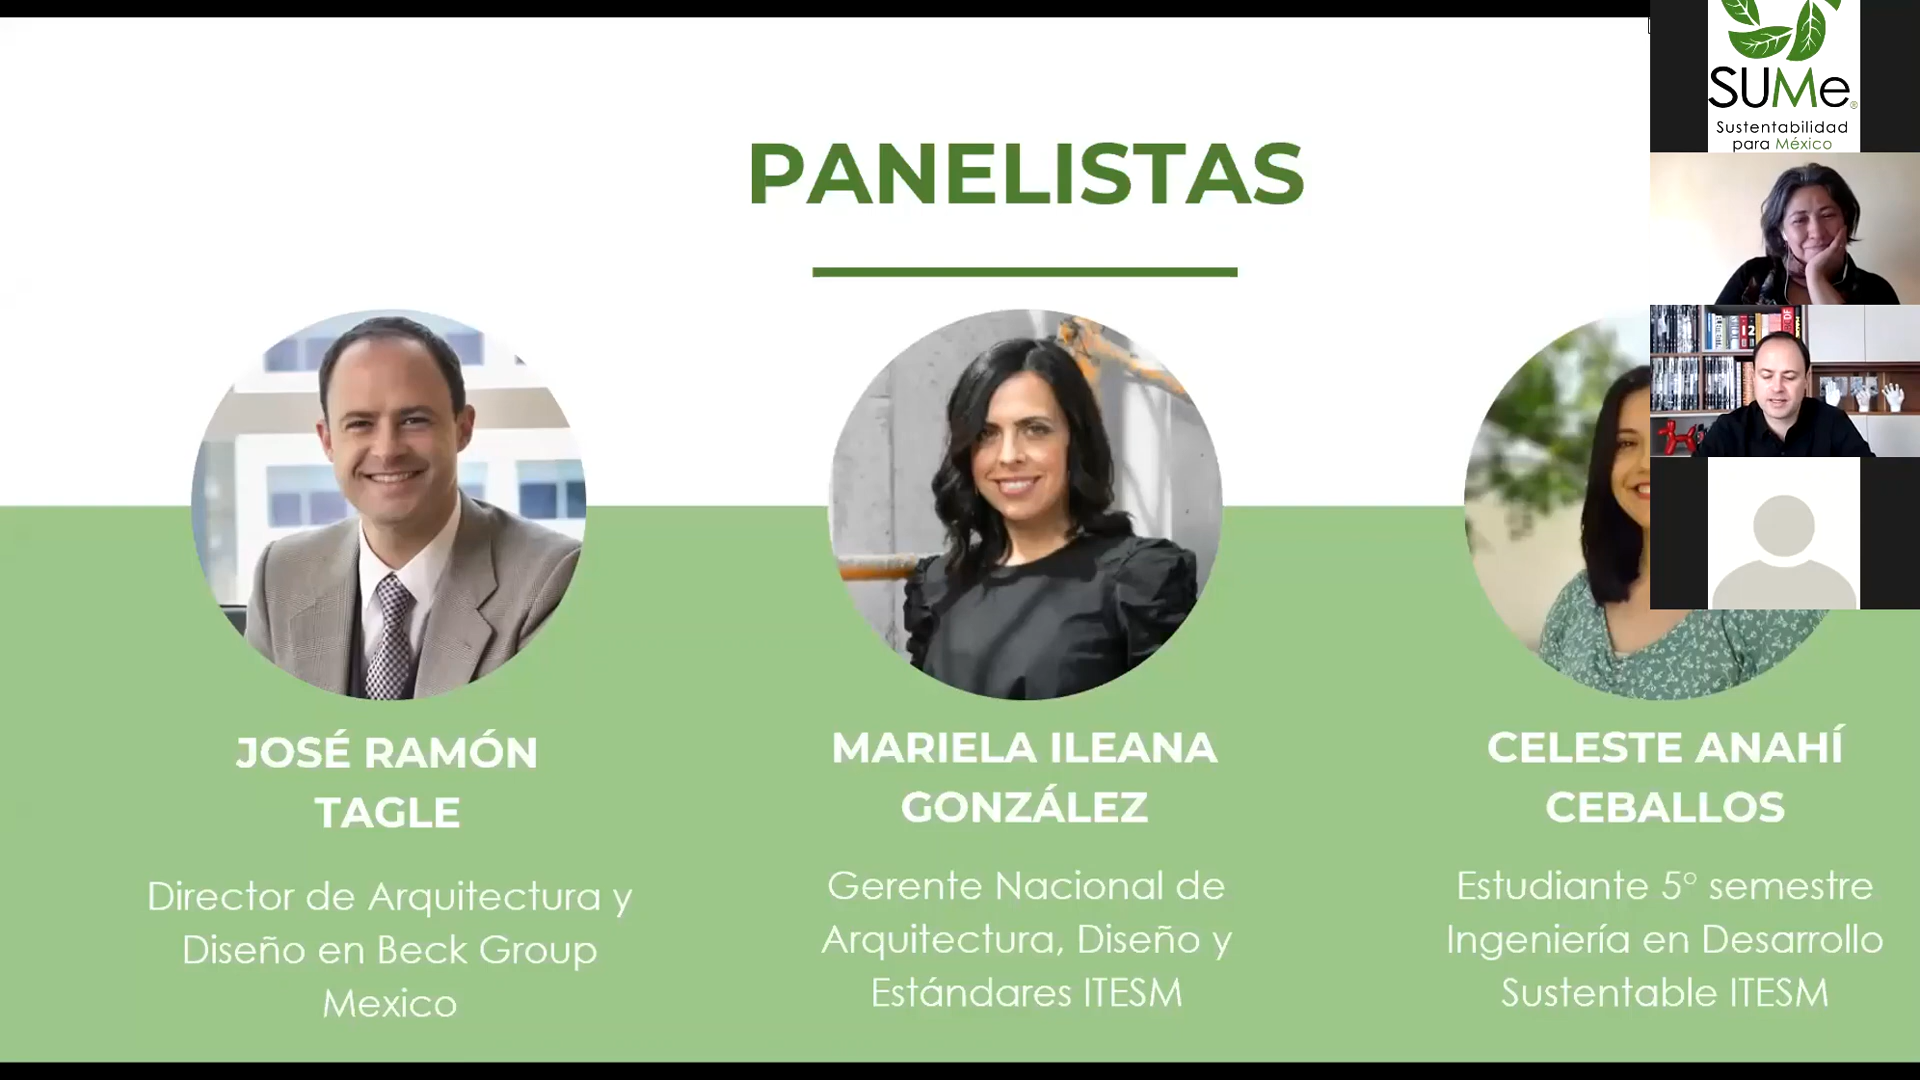 PANELISTAS
JOSÉ RAMÓN
TAGLE
Director de Arquitectura y
Diseño en Beck Group
Mexico
MARIELA ILEANA
GONZÁLEZ
Gerente Nacional de
Arquitectura, Diseño y
Estándares ITESM
CELESTE ANAHÍ
CEBALLOS
Estudiante 5° semestre
Ingeniería en Desarrollo
Sustentable ITESM
SUMe®
Sustentabilidad
para México